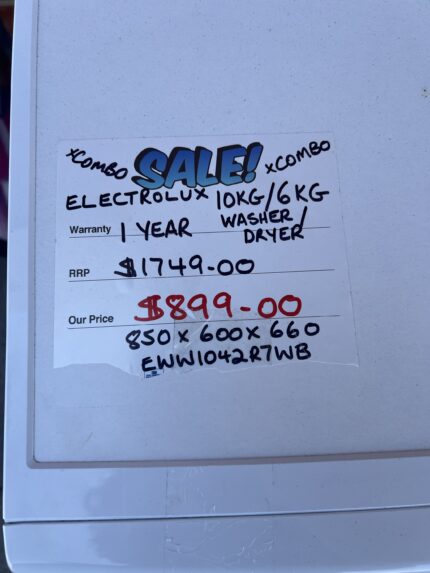 xCOMBO SALE! xCOMBO
ELECTROLUX 10KG/6KG
WASHER/
DRYER
Warranty 1 YEAR
RRP $1749-00
Our Price $899-00
850 x 600 x 660
EWW1042R7WB